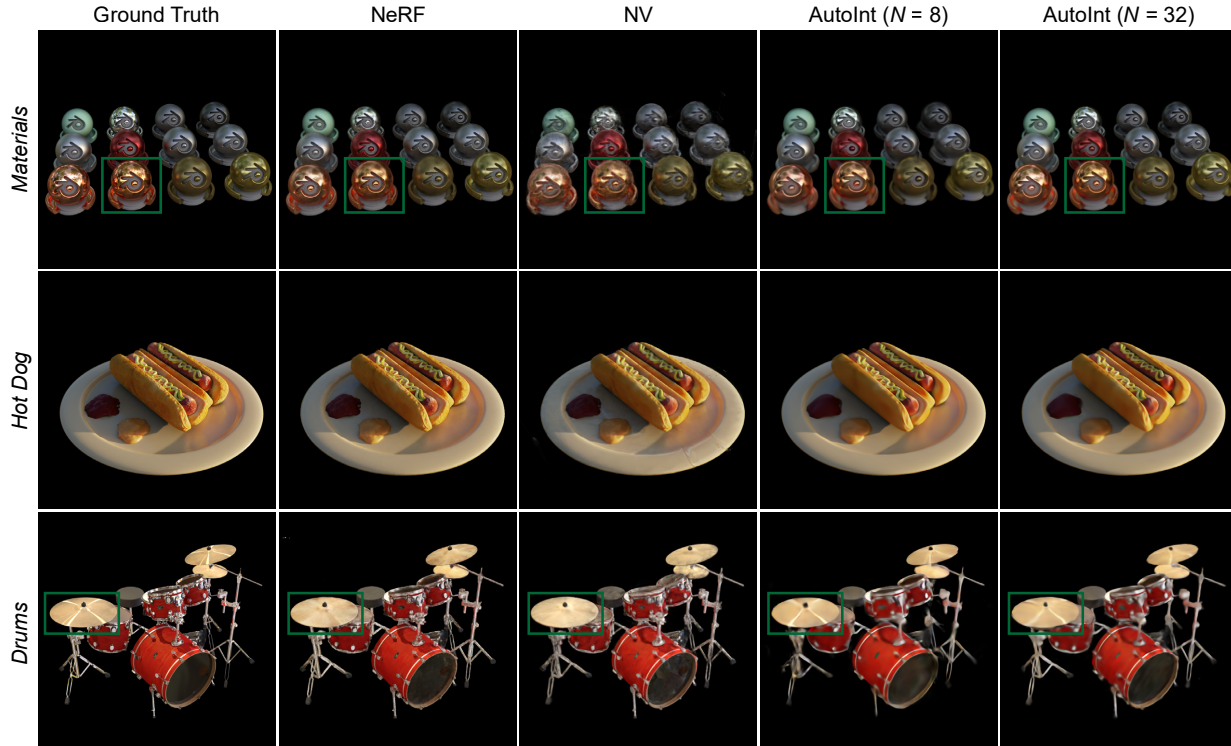 Ground Truth
NeRF
NV
AutoInt (N = 8)
AutoInt (N = 32)
Materials
Hot Dog
Drums